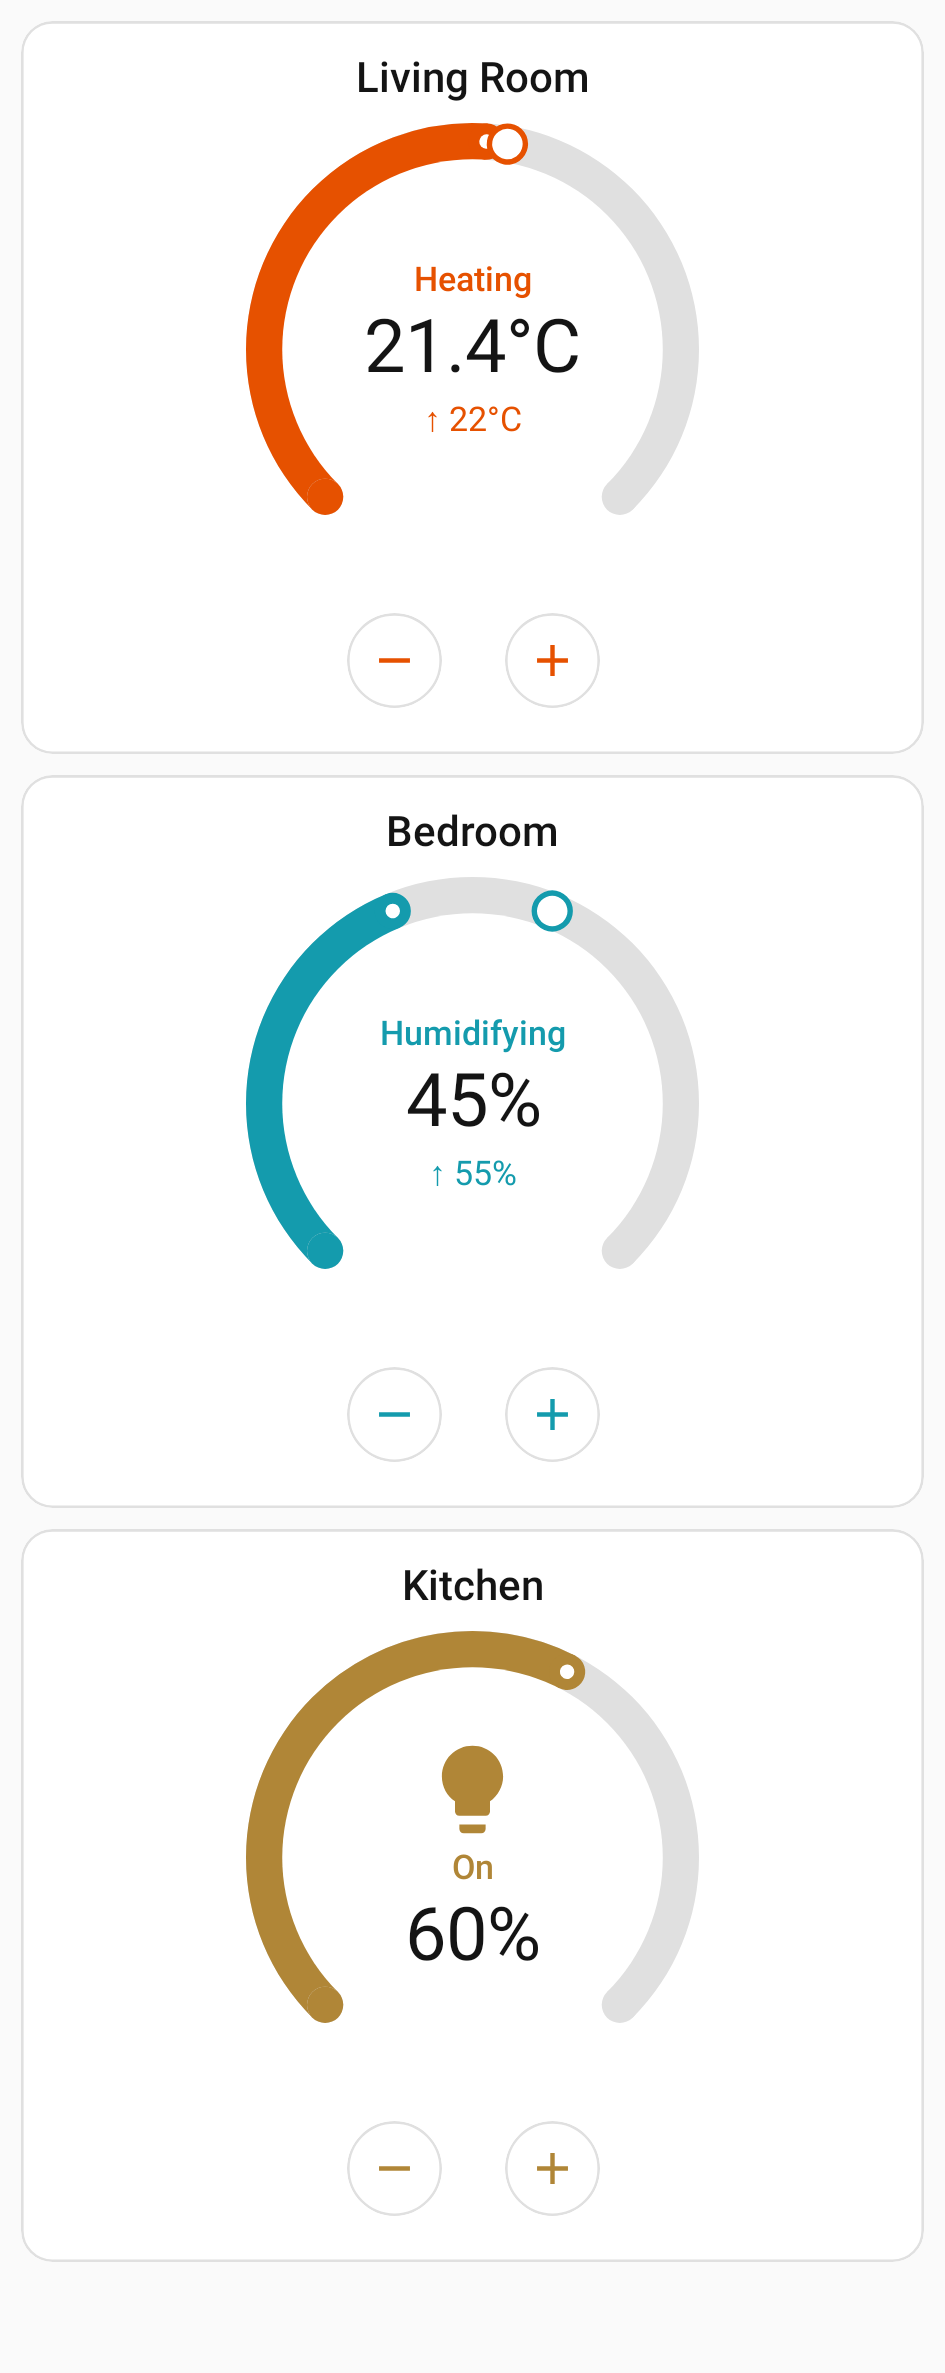 Living Room
Heating
21.4°C
↑ 22°C
Bedroom
Humidifying
45%
↑ 55%
Kitchen
On
60%